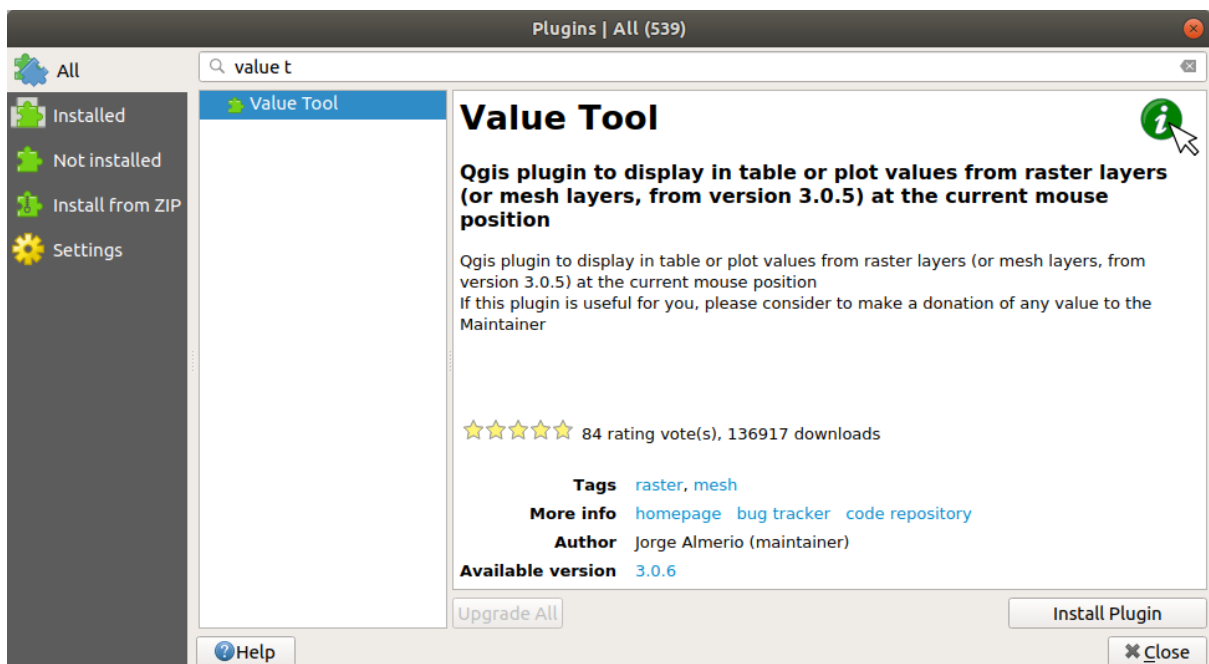 Plugins | All (539)
All
Installed
Not installed
Install from ZIP
Settings
value t
Value Tool
Value Tool
Qgis plugin to display in table or plot values from raster layers
(or mesh layers, from version 3.0.5) at the current mouse
position
Qgis plugin to display in table or plot values from raster layers (or mesh layers, from
version 3.0.5) at the current mouse position
If this plugin is useful for you, please consider to make a donation of any value to the
Maintainer
84 rating vote(s), 136917 downloads
Tags raster, mesh
More info homepage bug tracker code repository
Author Jorge Almerio (maintainer)
Available version 3.0.6
Upgrade All
Install Plugin
Help
Close